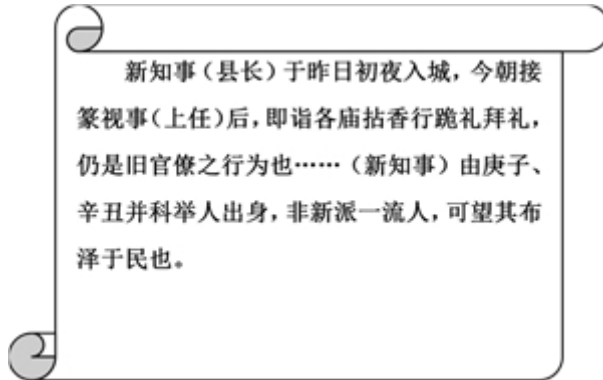 新知事（县长）于昨日初夜入城，今朝接
篆视事（上任）后，即诣各庙拈香行跪礼拜礼，
仍是旧官僚之行为也……（新知事）由庚子、
辛丑并科举人出身，非新派一流人，可望其布
泽于民也。